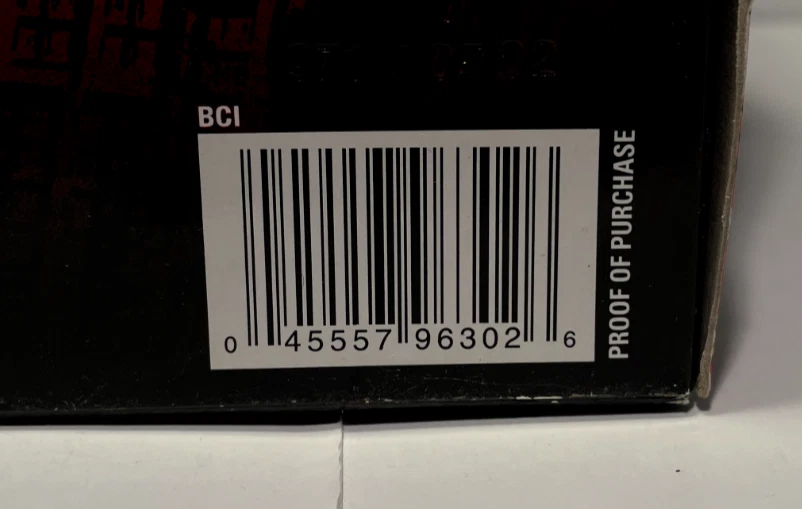 BCI
0 45557 96302 6
PROOF OF PURCHASE